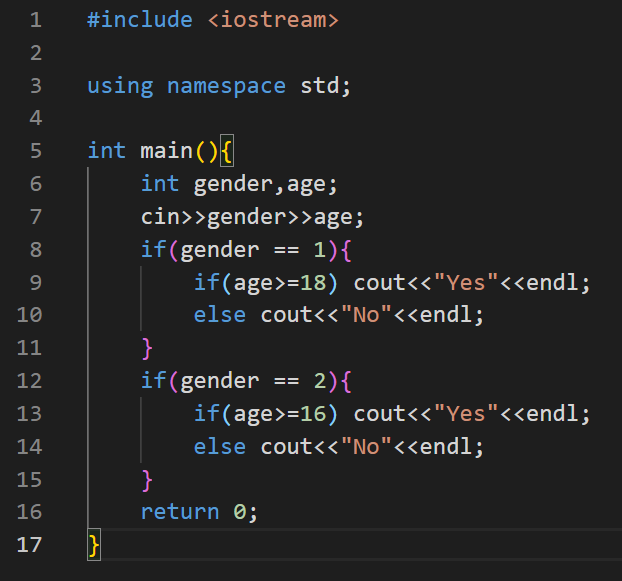 1 #include <iostream>
2
3 using namespace std;
4
5 int main(){
6     int gender,age;
7     cin>>gender>>age;
8     if(gender == 1){
9         if(age>=18) cout<<"Yes"<<endl;
10         else cout<<"No"<<endl;
11     }
12     if(gender == 2){
13         if(age>=16) cout<<"Yes"<<endl;
14         else cout<<"No"<<endl;
15     }
16     return 0;
17 }